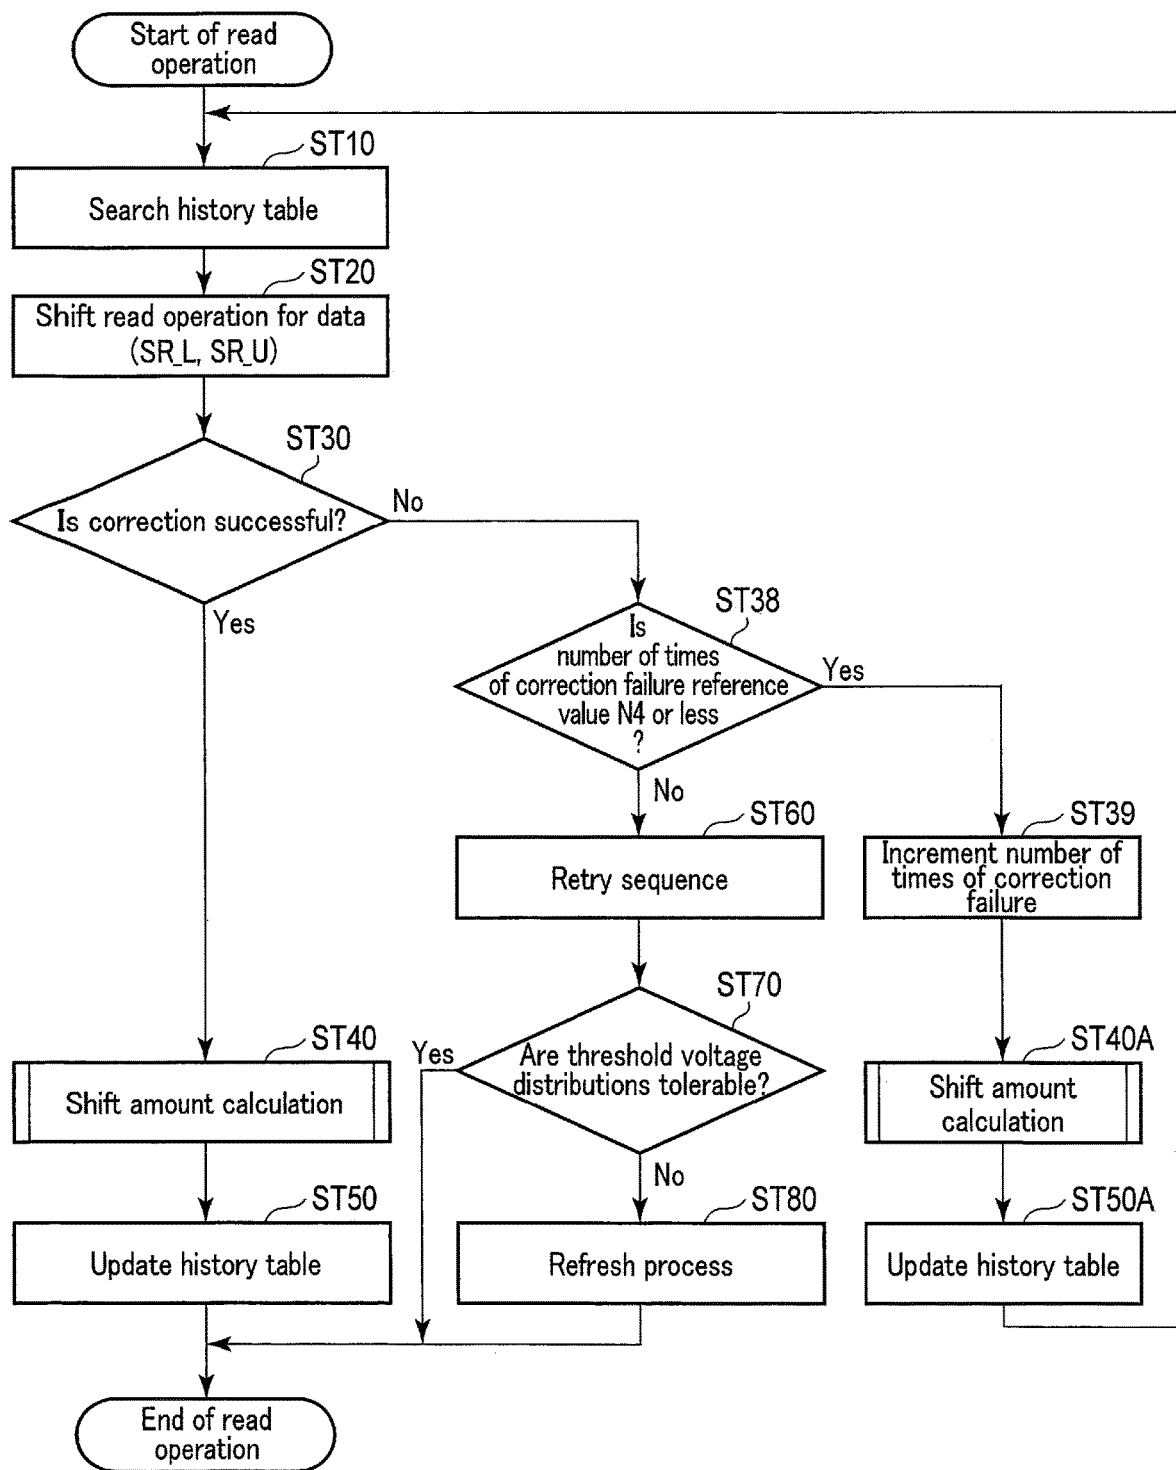 Start of read
operation
ST10
Search history table
ST20
Shift read operation for data
(SR_L, SR_U)
ST30
Is correction successful?
No
Yes
ST38
Is
number of times
of correction failure reference
value N4 or less
?
Yes
No
ST60
Retry sequence
ST39
Increment number of
times of correction
failure
ST70
Are threshold voltage
distributions tolerable?
Yes
No
ST40
Shift amount calculation
ST40A
Shift amount
calculation
ST50
Update history table
ST80
Refresh process
ST50A
Update history table
End of read
operation